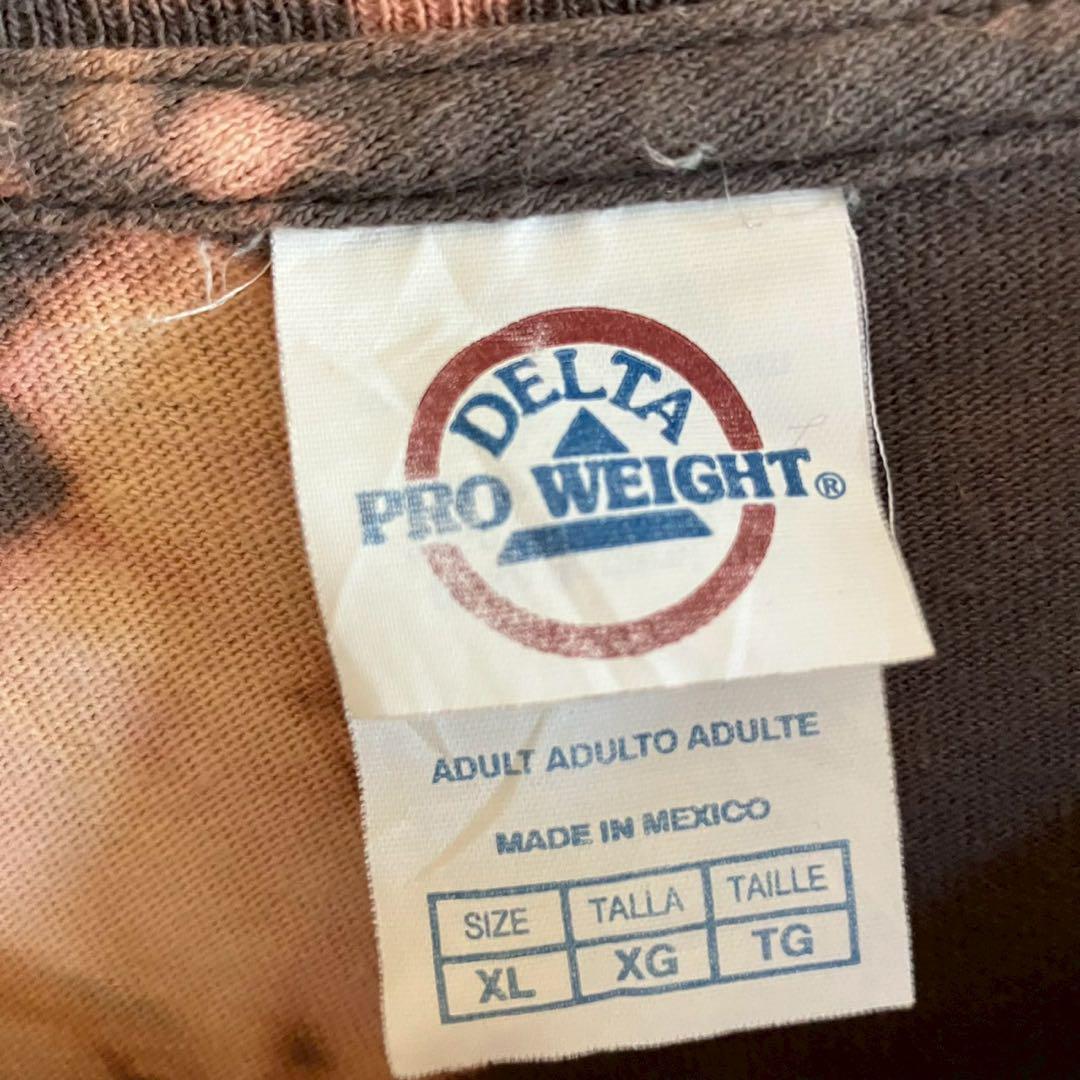 DELTA
PRO WEIGHT®
ADULT ADULTO ADULTE
MADE IN MEXICO
SIZE TALLA TAILLE
XL XG TG